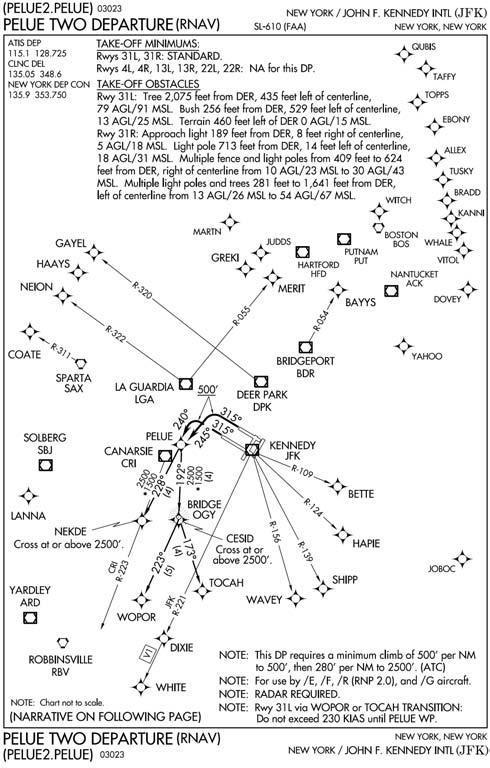 (PELUE2.PELUE) 03023
NEW YORK / JOHN F. KENNEDY INTL (JFK)
PELUE TWO DEPARTURE (RNAV)
SL-610 (FAA)
NEW YORK, NEW YORK
ATIS DEP
115.1 128.725
CLNC DEL
135.05 348.6
NEW YORK DEP CON
135.9 353.750
TAKE-OFF MINIMUMS:
Rwys 31L, 31R: STANDARD.
Rwys 4L, 4R, 13L, 13R, 22L, 22R: NA for this DP.
TAKE-OFF OBSTACLES
Rwy 31L: Tree 2,075 feet from DER, 435 feet left of centerline,
79 AGL/91 MSL. Bush 256 feet from DER, 529 feet left of centerline,
13 AGL/25 MSL. Terrain 460 feet left of DER 0 AGL/15 MSL.
Rwy 31R: Approach light 189 feet from DER, 8 feet right of centerline,
5 AGL/18 MSL. Light pole 713 feet from DER, 14 feet left of centerline,
18 AGL/31 MSL. Multiple fence and light poles from 409 feet to 624
feet from DER, right of centerline from 10 AGL/23 MSL to 30 AGL/43
MSL. Multiple light poles and trees 281 feet to 1,641 feet from DER,
left of centerline from 13 AGL/26 MSL to 54 AGL/67 MSL.
QUBIS
TAFFY
TOPPS
EBONY
ALLEX
TUSKY
BRADD
KANNI
WHALE
VITOL
WITCH
BOSTON
BOS
MARTN
JUDDS
GREKI
HARTFORD
HFD
PUTNAM
PUT
NANTUCKET
ACK
DOVEY
GAYEL
HAAYS
NEION
MERIT
BAYYS
R-320
R-322
R-055
R-054
COATE
R-311
SPARTA
SAX
YAHOO
BRIDGEPORT
BDR
LA GUARDIA
LGA
DEER PARK
DPK
500'
240°
315°
315°
245°
PELUE
SOLBERG
SBJ
CANARSIE
CRI
KENNEDY
JFK
2500
*1500
228°
(4)
192°
2500
*1500
(4)
R-109
BETTE
R-124
HAPIE
R-139
SHIPP
R-156
WAVEY
LANNA
BRIDGE
OGY
NEKDE
Cross at or above 2500'.
CESID
Cross at or
above 2500'.
CRI
R-223
223°
(5)
173°
(4)
JFK
R-221
TOCAH
JOBOC
YARDLEY
ARD
WOPOR
DIXIE
ROBBINSVILLE
RBV
V1
WHITE
NOTE: This DP requires a minimum climb of 500' per NM
to 500', then 280' per NM to 2500'. (ATC)
NOTE: For use by /E, /F, /R (RNP 2.0), and /G aircraft.
NOTE: RADAR REQUIRED.
NOTE: Rwy 31L via WOPOR or TOCAH TRANSITION:
Do not exceed 230 KIAS until PELUE WP.
NOTE: Chart not to scale.
(NARRATIVE ON FOLLOWING PAGE)
PELUE TWO DEPARTURE (RNAV)
(PELUE2.PELUE) 03023
NEW YORK, NEW YORK
NEW YORK / JOHN F. KENNEDY INTL (JFK)